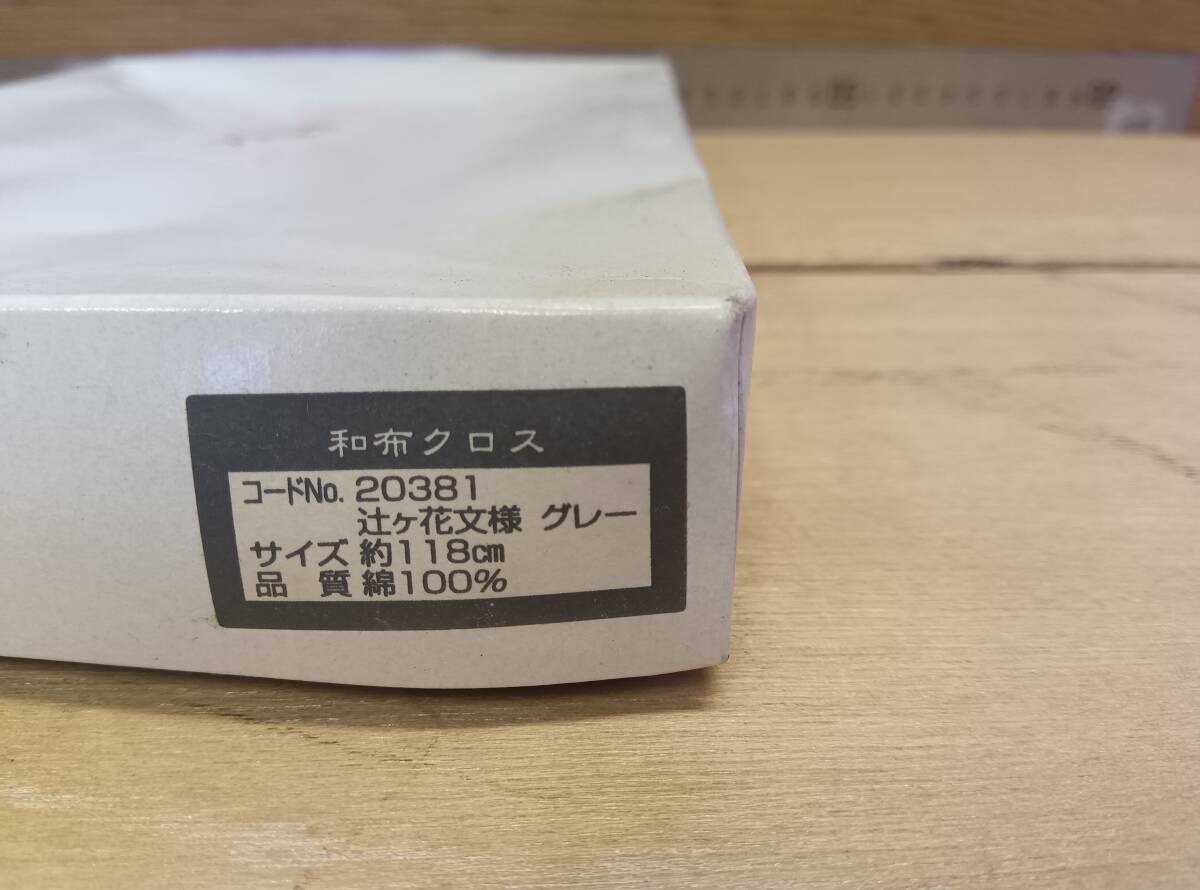 和布クロス
コードNo. 20381
辻ヶ花文様 グレー
サイズ 約118cm
品 質 綿100%